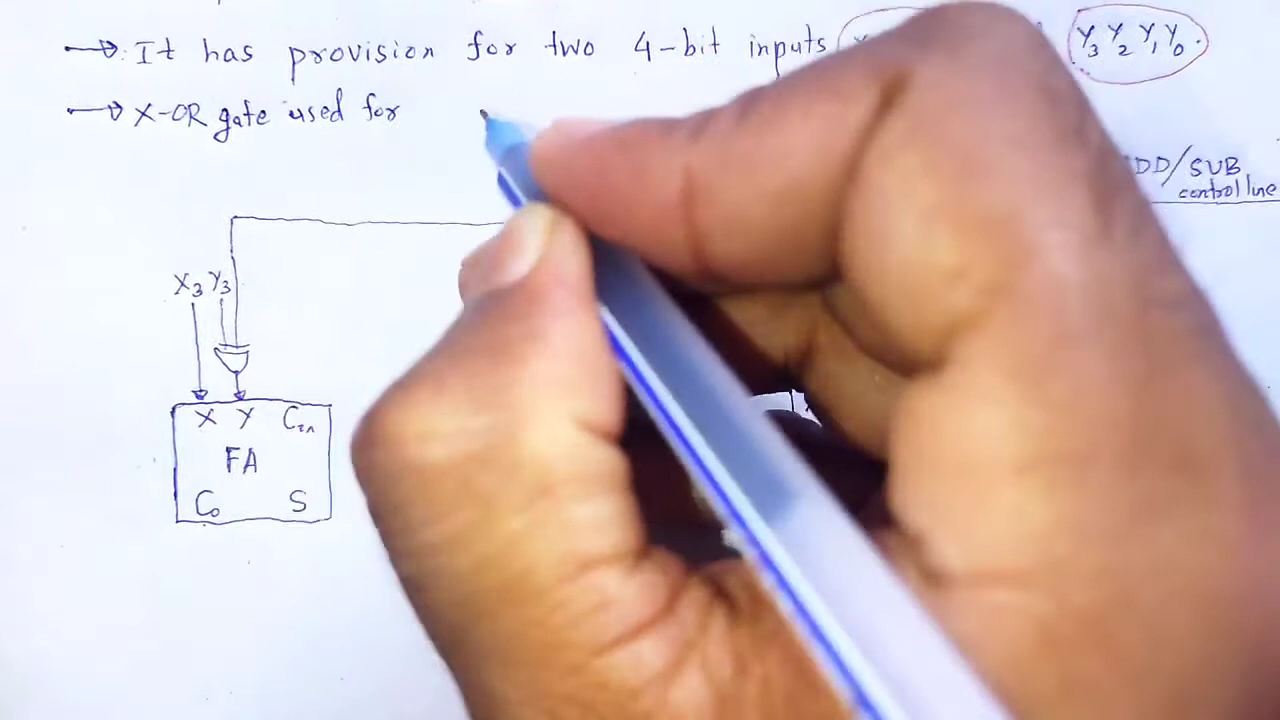 → It has provision for two 4-bit inputs Y3 Y2 Y1 Y0.
→ X-OR gate used for
DD/SUB
control line
X3 Y3
X Y Cin
FA
Co S